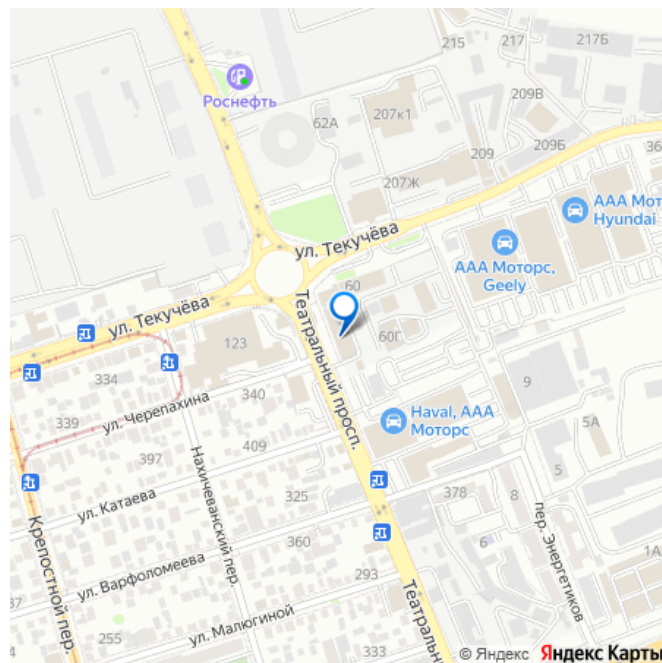 215
217
217Б
Роснефть
62А
207к1
209В
209
209Б
207Ж
ААА Мот
Hyundai
ул. Текучёва
ААА Моторс,
Geely
60
ул. Текучёва
Театральный просп.
123
60Г
334
340
9
339
ул. Черепахина
Haval, ААА
Моторс
5А
409
397
Нахичеванский пер.
5
ул. Катаева
325
378
8
пер. Энергетиков
Крепостной пер.
360
6
ул. Варфоломеева
293
1А
37
Театральн
ул. Малюгиной
255
333
© Яндекс Яндекс Карты